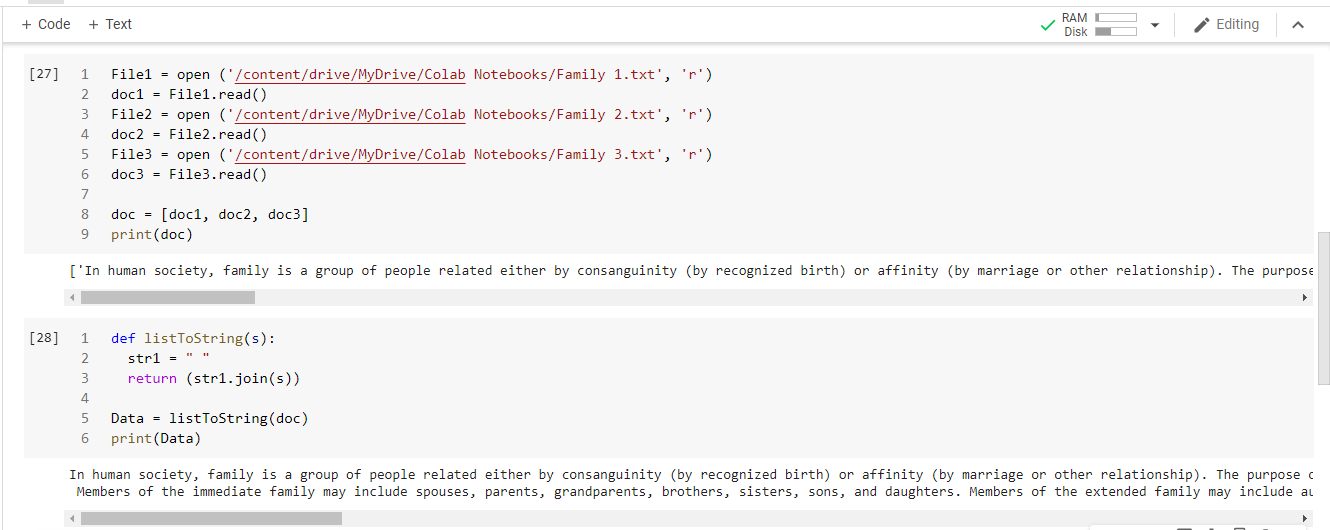 + Code + Text
RAM
Disk
Editing
[27]
1 File1 = open ('/content/drive/MyDrive/Colab Notebooks/Family 1.txt', 'r')
2 doc1 = File1.read()
3 File2 = open ('/content/drive/MyDrive/Colab Notebooks/Family 2.txt', 'r')
4 doc2 = File2.read()
5 File3 = open ('/content/drive/MyDrive/Colab Notebooks/Family 3.txt', 'r')
6 doc3 = File3.read()
7
8 doc = [doc1, doc2, doc3]
9 print(doc)
['In human society, family is a group of people related either by consanguinity (by recognized birth) or affinity (by marriage or other relationship). The purpose
[28]
1 def listToString(s):
2 str1 = " "
3 return (str1.join(s))
4
5 Data = listToString(doc)
6 print(Data)
In human society, family is a group of people related either by consanguinity (by recognized birth) or affinity (by marriage or other relationship). The purpose
Members of the immediate family may include spouses, parents, grandparents, brothers, sisters, sons, and daughters. Members of the extended family may include